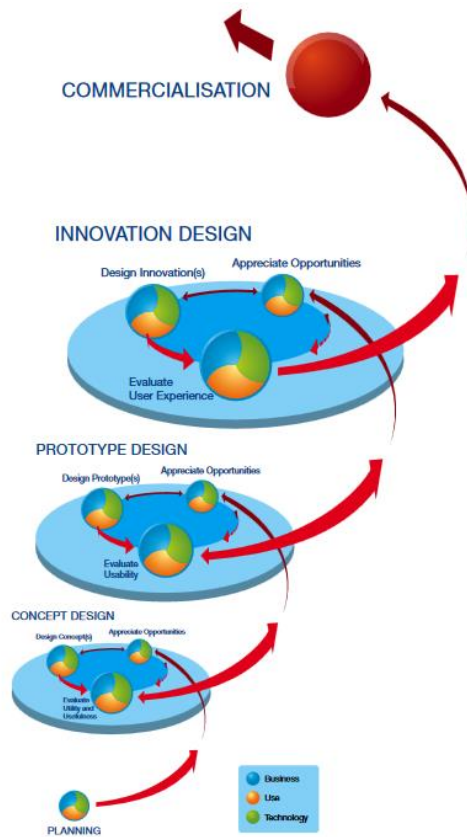 COMMERCIALISATION
INNOVATION DESIGN
Appreciate Opportunities
Design Innovation(s)
Evaluate
User Experience
PROTOTYPE DESIGN
Appreciate Opportunities
Design Prototype(s)
Evaluate
Usability
CONCEPT DESIGN
Appreciate Opportunities
Design Concept(s)
Evaluate
Utility and
Usefulness
PLANNING
Business
Use
Technology